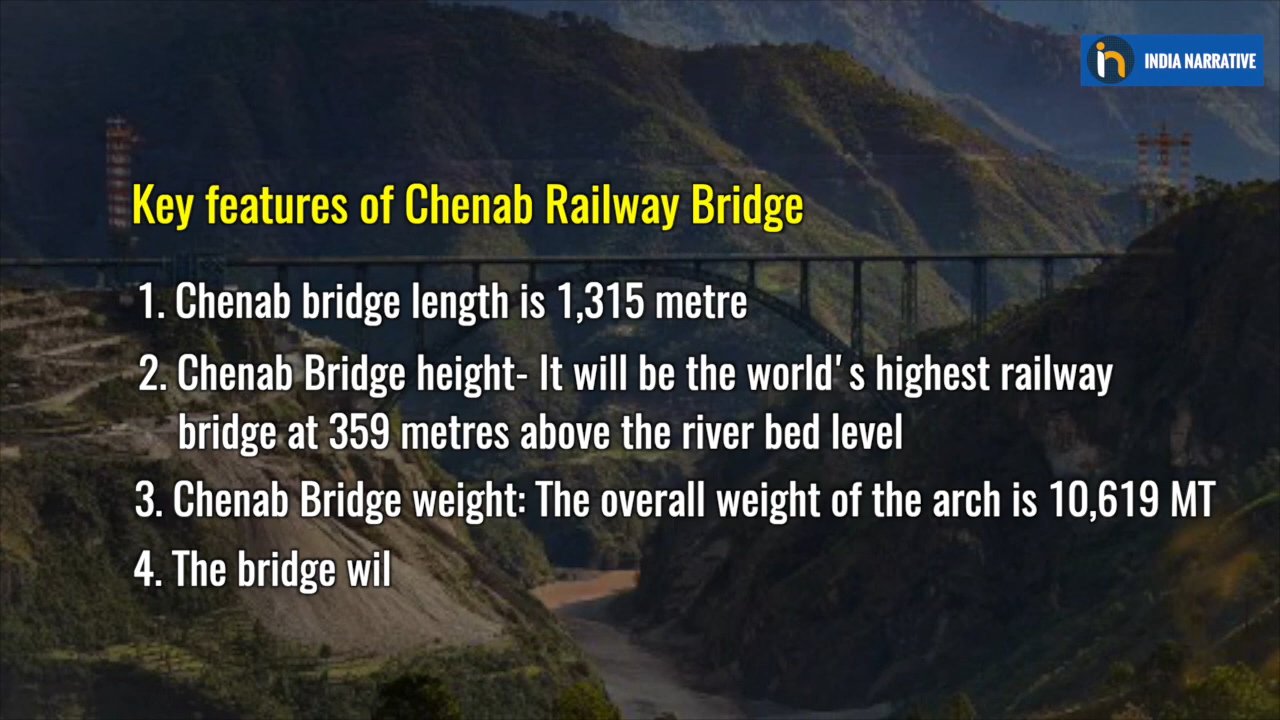 in INDIA NARRATIVE
Key features of Chenab Railway Bridge
1. Chenab bridge length is 1,315 metre
2. Chenab Bridge height- It will be the world's highest railway
bridge at 359 metres above the river bed level
3. Chenab Bridge weight: The overall weight of the arch is 10,619 MT
4. The bridge wil